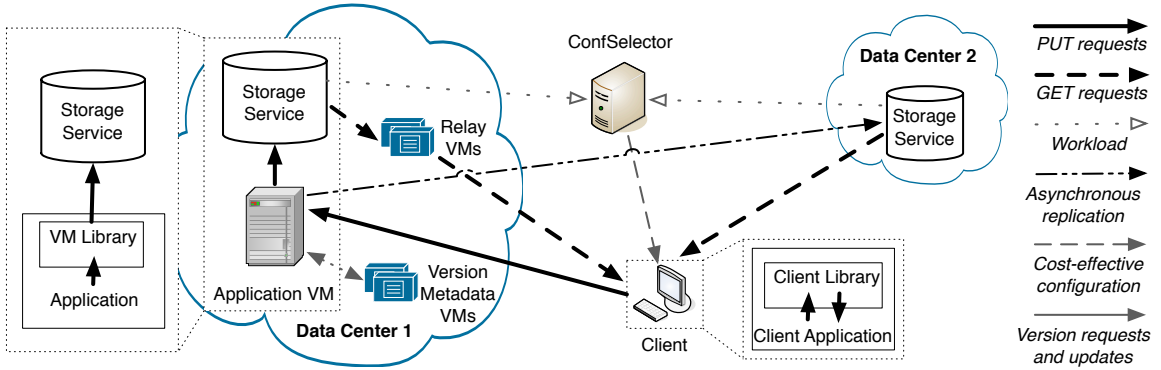 Storage
Service
VM Library
Application
Storage
Service
Relay
VMs
Application VM
Version
Metadata
VMs
Data Center 1
ConfSelector
Data Center 2
Storage
Service
Client
Client Library
Client Application
PUT requests
GET requests
Workload
Asynchronous
replication
Cost-effective
configuration
Version requests
and updates